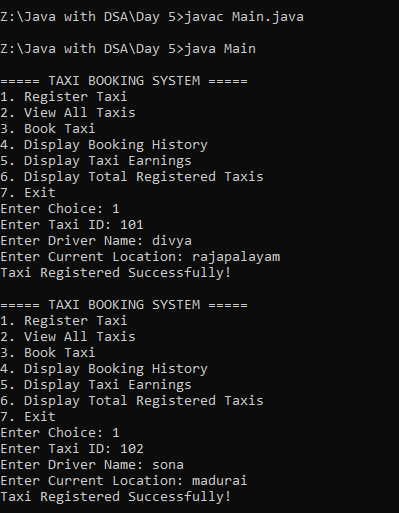 Z:\Java with DSA\Day 5>javac Main.java
Z:\Java with DSA\Day 5>java Main
===== TAXI BOOKING SYSTEM =====
1. Register Taxi
2. View All Taxis
3. Book Taxi
4. Display Booking History
5. Display Taxi Earnings
6. Display Total Registered Taxis
7. Exit
Enter Choice: 1
Enter Taxi ID: 101
Enter Driver Name: divya
Enter Current Location: rajapalayam
Taxi Registered Successfully!
===== TAXI BOOKING SYSTEM =====
1. Register Taxi
2. View All Taxis
3. Book Taxi
4. Display Booking History
5. Display Taxi Earnings
6. Display Total Registered Taxis
7. Exit
Enter Choice: 1
Enter Taxi ID: 102
Enter Driver Name: sona
Enter Current Location: madurai
Taxi Registered Successfully!